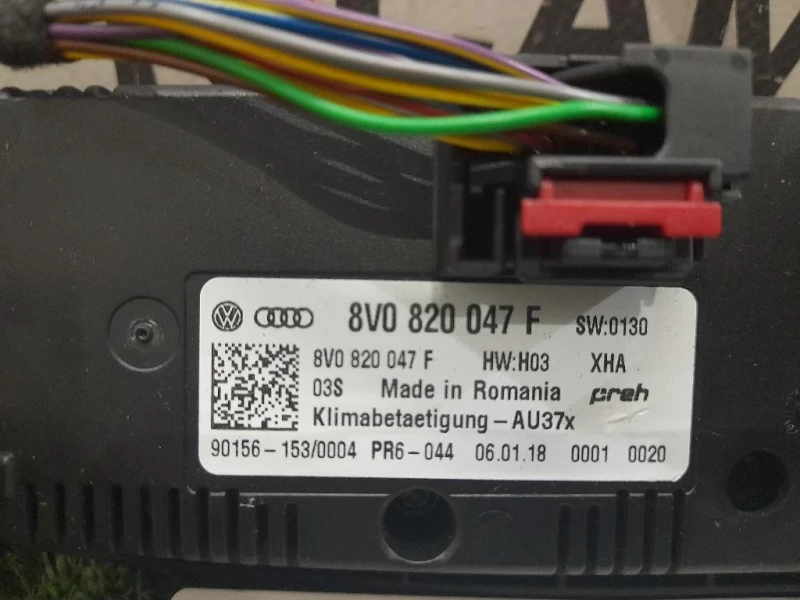 8V0 820 047 F SW:0130
8V0 820 047 F HW:H03 XHA
03S Made in Romania preh
Klimabetaetigung-AU37x
90156-153/0004 PR6-044 06.01.18 0001 0020